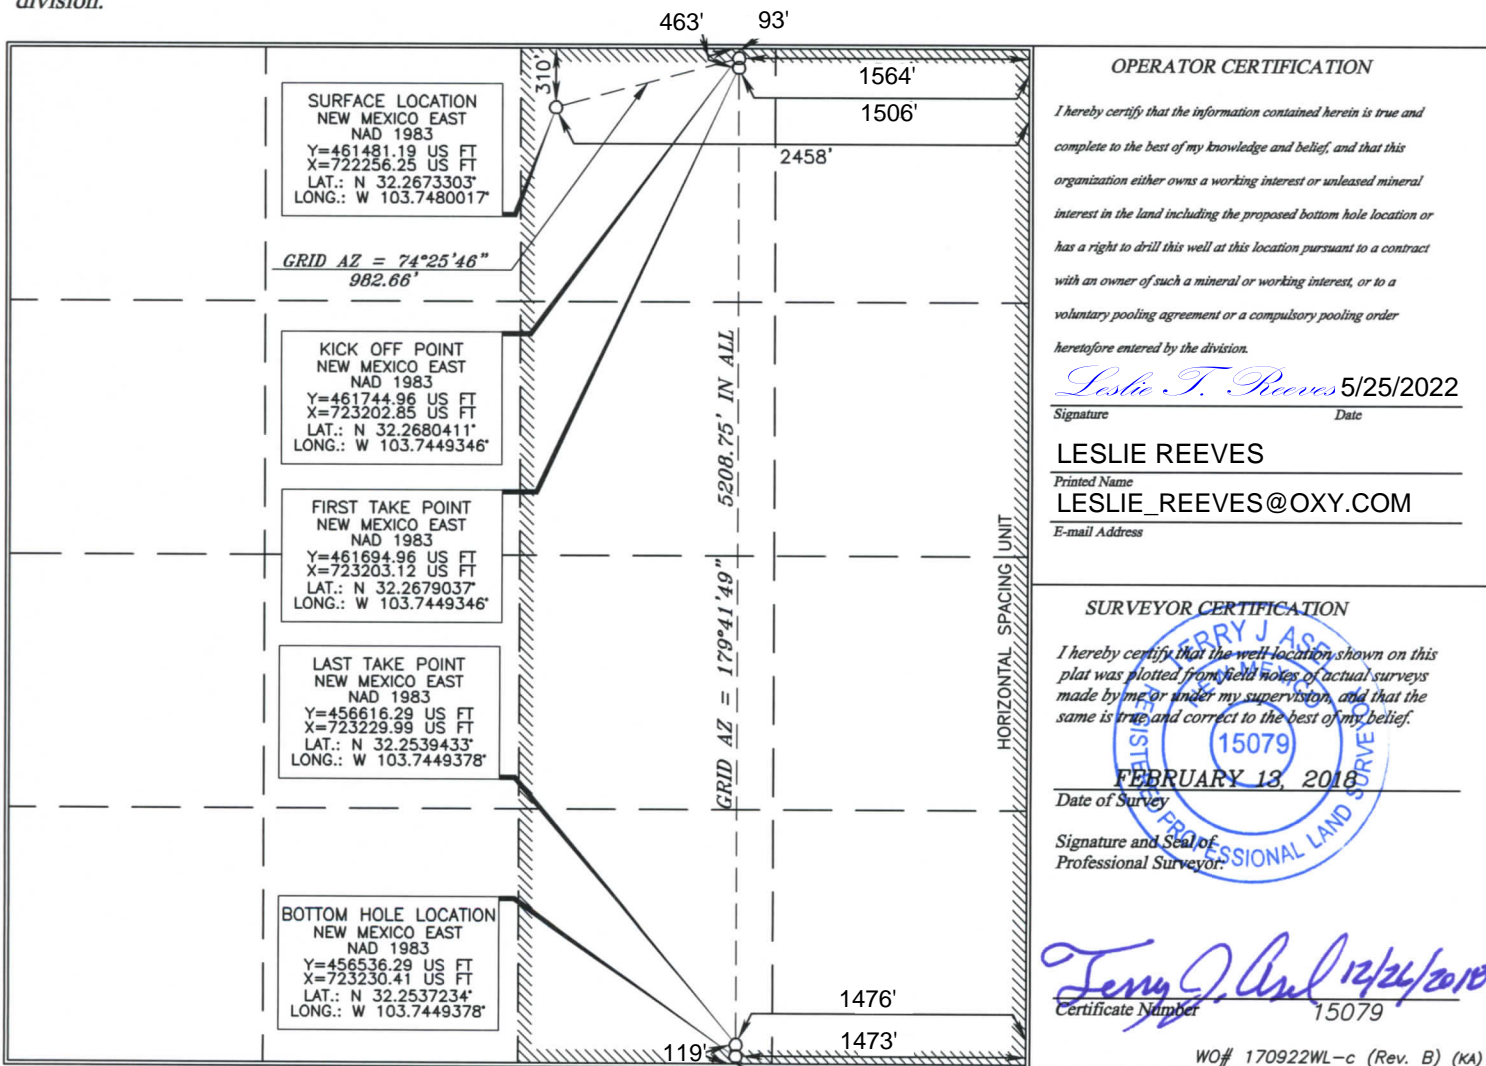 division.
463' 93'
310'
1564'
1506'
2458'
SURFACE LOCATION
NEW MEXICO EAST
NAD 1983
Y=461481.19 US FT
X=722256.25 US FT
LAT.: N 32.2673303°
LONG.: W 103.7480017°
GRID AZ = 74°25'46"
982.66'
KICK OFF POINT
NEW MEXICO EAST
NAD 1983
Y=461744.96 US FT
X=723202.85 US FT
LAT.: N 32.2680411°
LONG.: W 103.7449346°
FIRST TAKE POINT
NEW MEXICO EAST
NAD 1983
Y=461694.96 US FT
X=723203.12 US FT
LAT.: N 32.2679037°
LONG.: W 103.7449346°
LAST TAKE POINT
NEW MEXICO EAST
NAD 1983
Y=456616.29 US FT
X=723229.99 US FT
LAT.: N 32.2539433°
LONG.: W 103.7449378°
BOTTOM HOLE LOCATION
NEW MEXICO EAST
NAD 1983
Y=456536.29 US FT
X=723230.41 US FT
LAT.: N 32.2537234°
LONG.: W 103.7449378°
GRID AZ = 179°41'49" 5208.75' IN ALL
HORIZONTAL SPACING UNIT
1476'
119' 1473'
OPERATOR CERTIFICATION
I hereby certify that the information contained herein is true and
complete to the best of my knowledge and belief, and that this
organization either owns a working interest or unleased mineral
interest in the land including the proposed bottom hole location or
has a right to drill this well at this location pursuant to a contract
with an owner of such a mineral or working interest, or to a
voluntary pooling agreement or a compulsory pooling order
heretofore entered by the division.
Leslie T. Reeves 5/25/2022
Signature Date
LESLIE REEVES
Printed Name
LESLIE_REEVES@OXY.COM
E-mail Address
SURVEYOR CERTIFICATION
I hereby certify that the well location shown on this
plat was plotted from field notes of actual surveys
made by me or under my supervision, and that the
same is true and correct to the best of my belief.
TERRY J ASEL
NEW MEXICO
15079
REGISTERED PROFESSIONAL LAND SURVEYOR
FEBRUARY 13, 2018
Date of Survey
Signature and Seal of
Professional Surveyor:
Terry J. Asel 12/26/2018
Certificate Number 15079
WO# 170922WL-c (Rev. B) (KA)